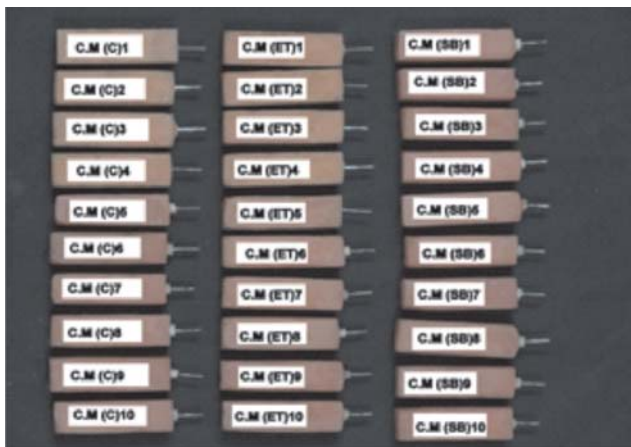 C.M (C)1
C.M (C)2
C.M (C)3
C.M (C)4
C.M (C)5
C.M (C)6
C.M (C)7
C.M (C)8
C.M (C)9
C.M (C)10
C.M (ET)1
C.M (ET)2
C.M (ET)3
C.M (ET)4
C.M (ET)5
C.M (ET)6
C.M (ET)7
C.M (ET)8
C.M (ET)9
C.M (ET)10
C.M (SB)1
C.M (SB)2
C.M (SB)3
C.M (SB)4
C.M (SB)5
C.M (SB)6
C.M (SB)7
C.M (SB)8
C.M (SB)9
C.M (SB)10